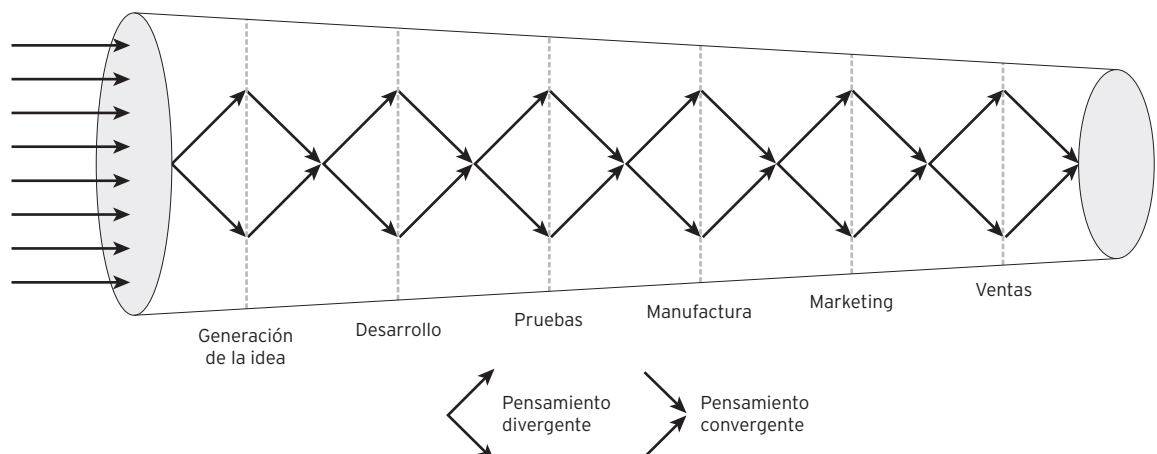 Generación
de la idea
Desarrollo
Pruebas
Manufactura
Marketing
Ventas
Pensamiento
divergente
Pensamiento
convergente